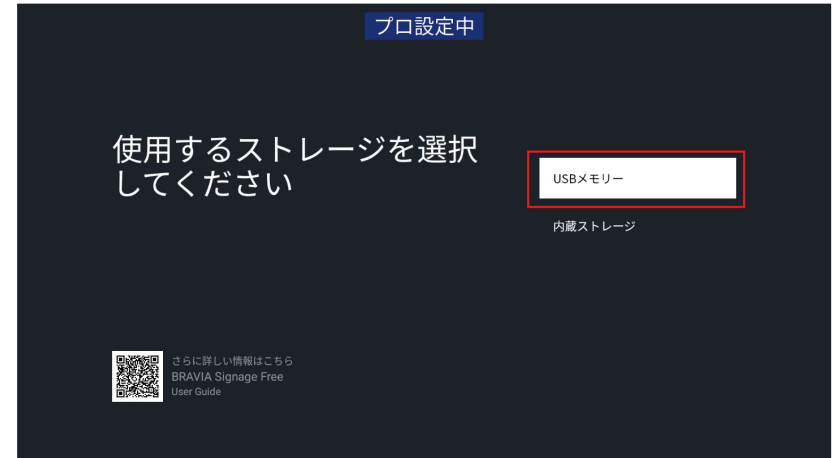 プロ設定中
使用するストレージを選択
してください
USBメモリー
内蔵ストレージ
さらに詳しい情報はこちら
BRAVIA Signage Free
User Guide